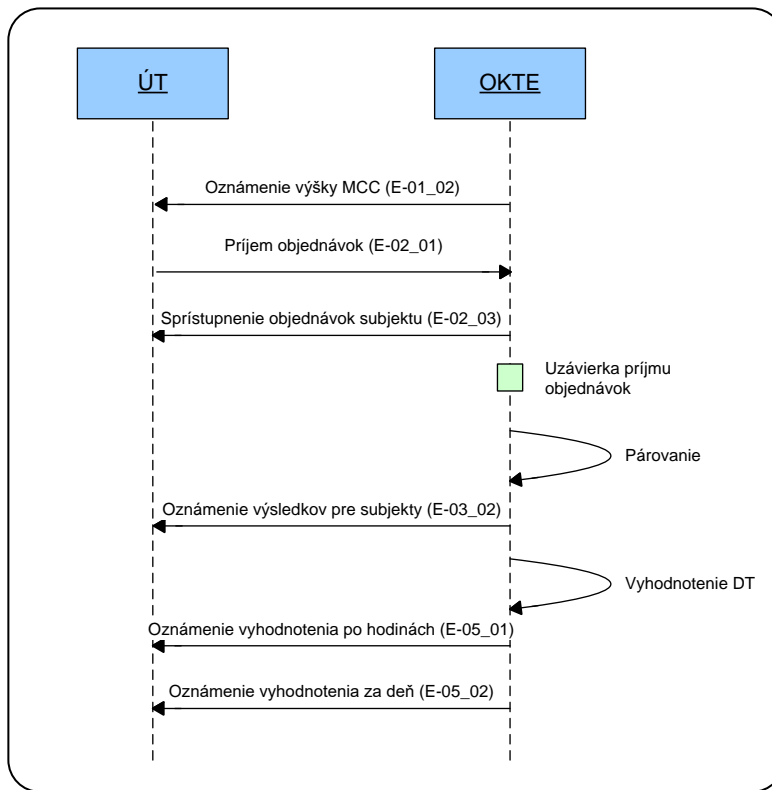 ÚT
OKTE
Oznámenie výšky MCC (E-01_02)
Príjem objednávok (E-02_01)
Sprístupnenie objednávok subjektu (E-02_03)
Uzávierka príjmu
objednávok
Párovanie
Oznámenie výsledkov pre subjekty (E-03_02)
Vyhodnotenie DT
Oznámenie vyhodnotenia po hodinách (E-05_01)
Oznámenie vyhodnotenia za deň (E-05_02)